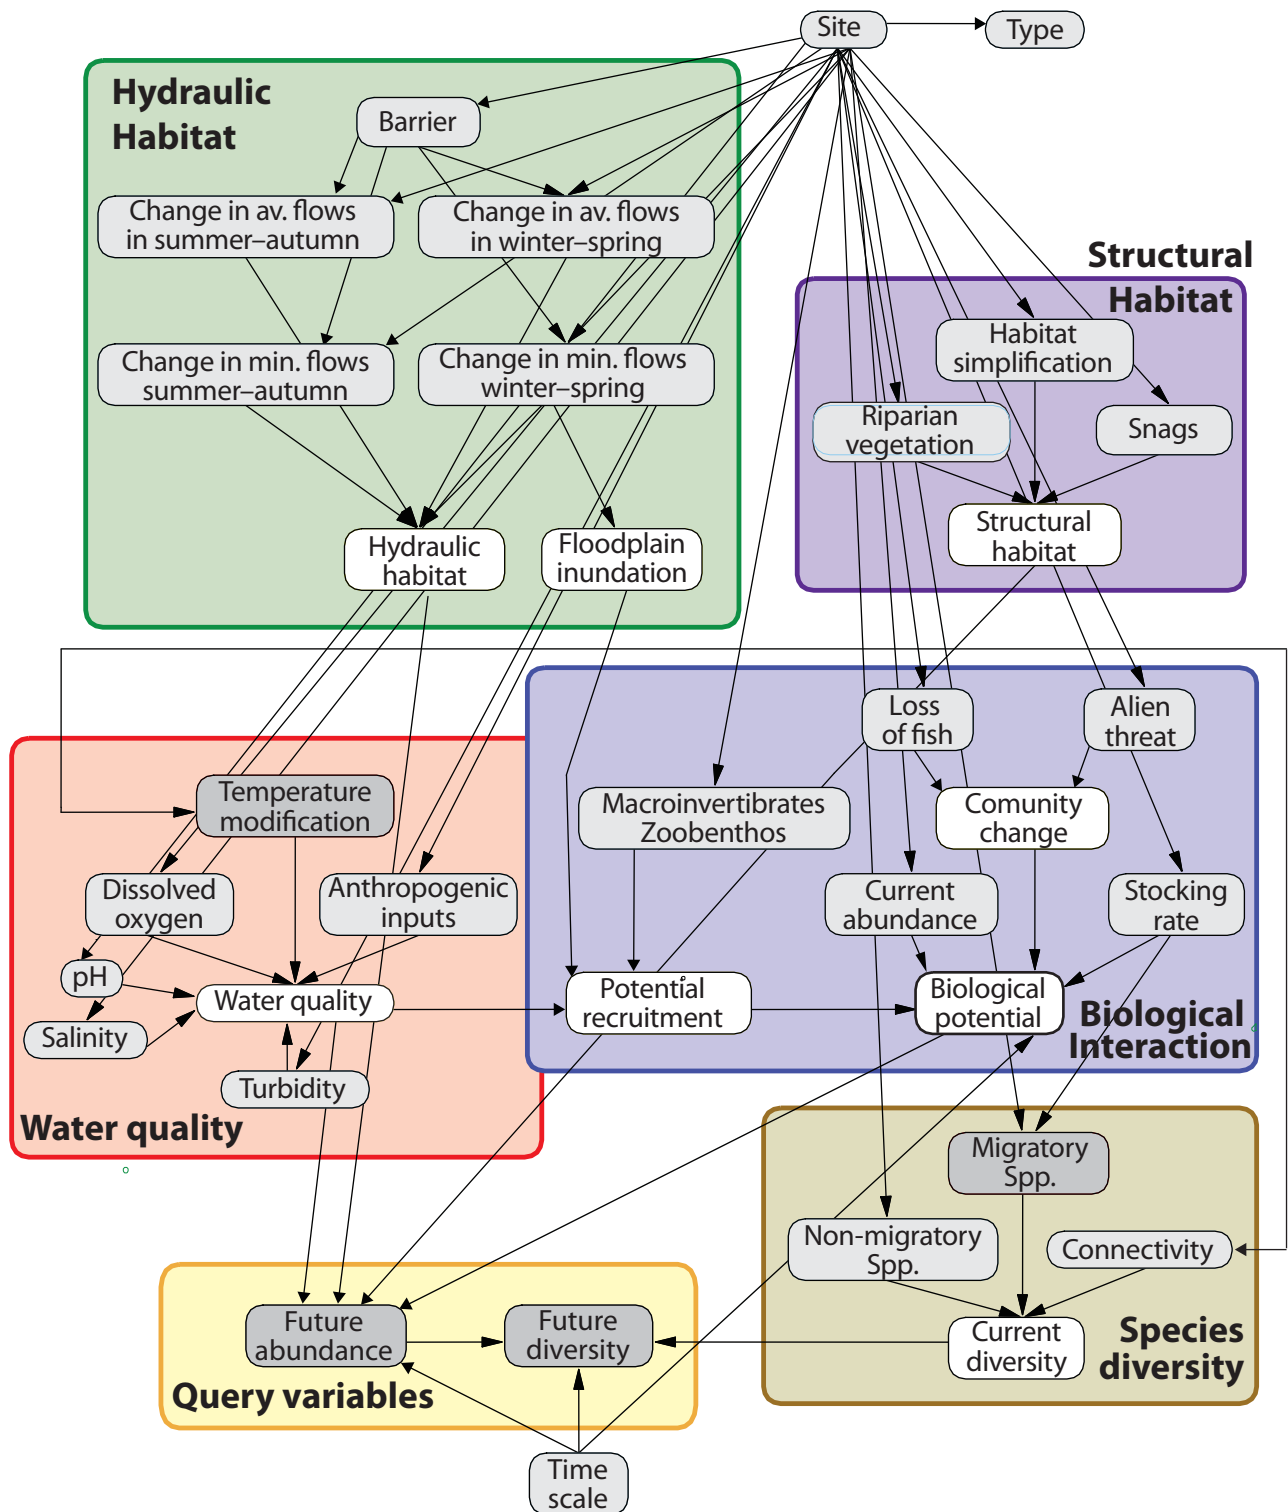 Site
Type
Hydraulic
Habitat
Barrier
Change in av. flows
in summer–autumn
Change in av. flows
in winter–spring
Change in min. flows
summer–autumn
Change in min. flows
winter–spring
Hydraulic
habitat
Floodplain
inundation
Structural
Habitat
Habitat
simplification
Riparian
vegetation
Snags
Structural
habitat
Loss
of fish
Alien
threat
Macroinvertibrates
Zoobenthos
Comunity
change
Current
abundance
Stocking
rate
Potential
recruitment
Biological
potential
Biological
Interaction
Temperature
modification
Dissolved
oxygen
Anthropogenic
inputs
pH
Water quality
Salinity
Turbidity
Water quality
Migratory
Spp.
Non-migratory
Spp.
Connectivity
Current
diversity
Species
diversity
Future
abundance
Future
diversity
Query variables
Time
scale